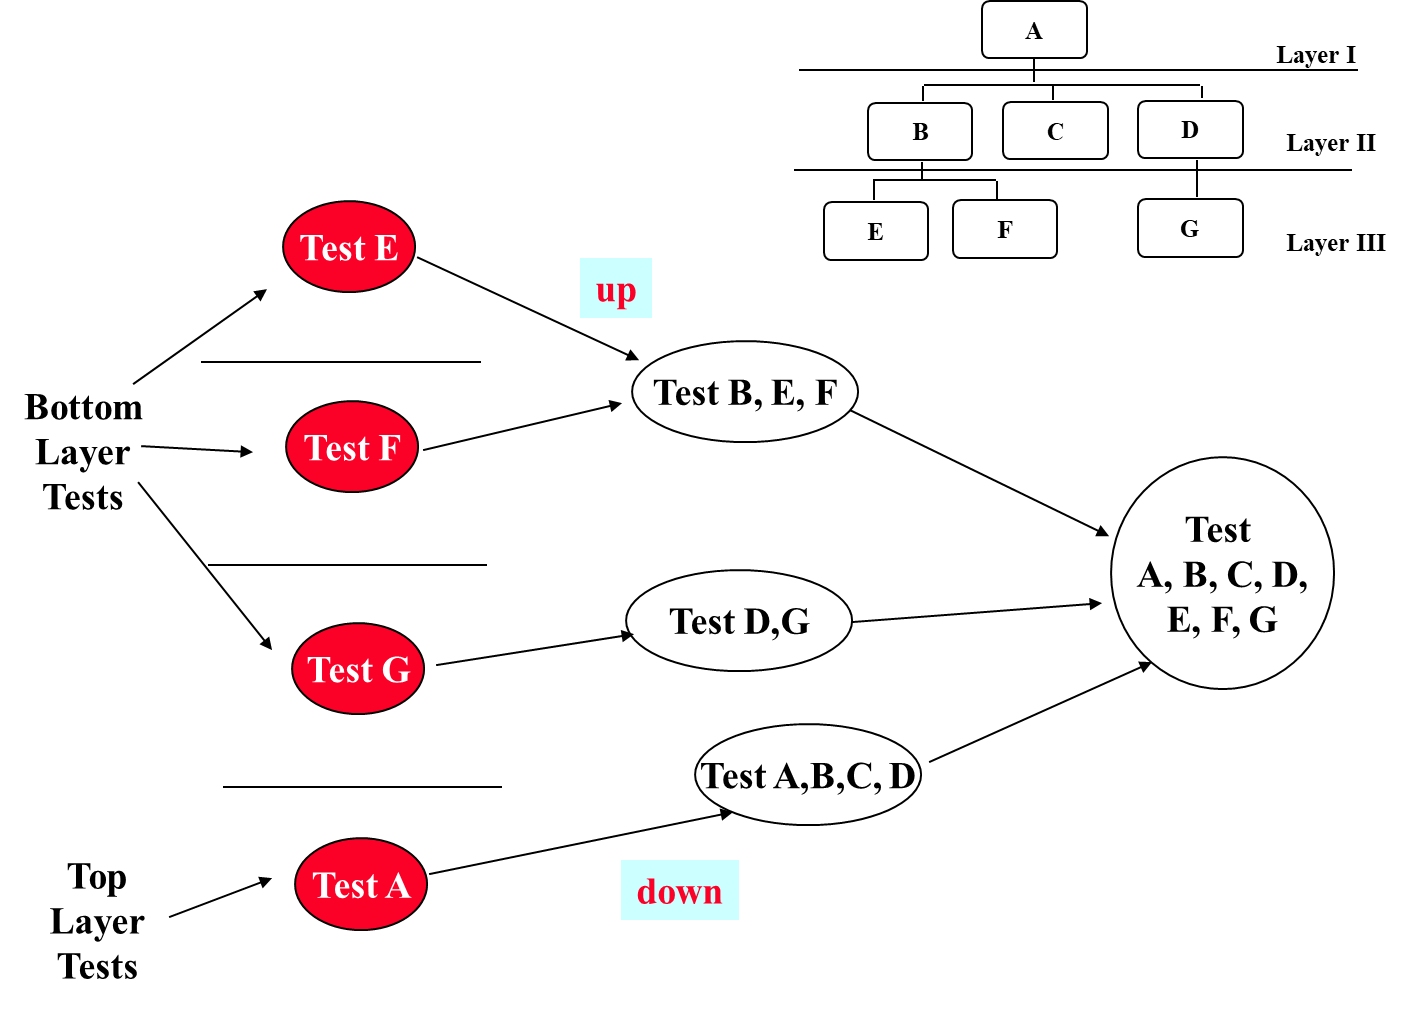 A
Layer I
B
C
D
Layer II
E
F
G
Layer III
Test E
up
Bottom
Layer
Tests
Test F
Test B, E, F
Test G
Test D,G
Test
A, B, C, D,
E, F, G
Test A,B,C, D
Top
Layer
Tests
Test A
down